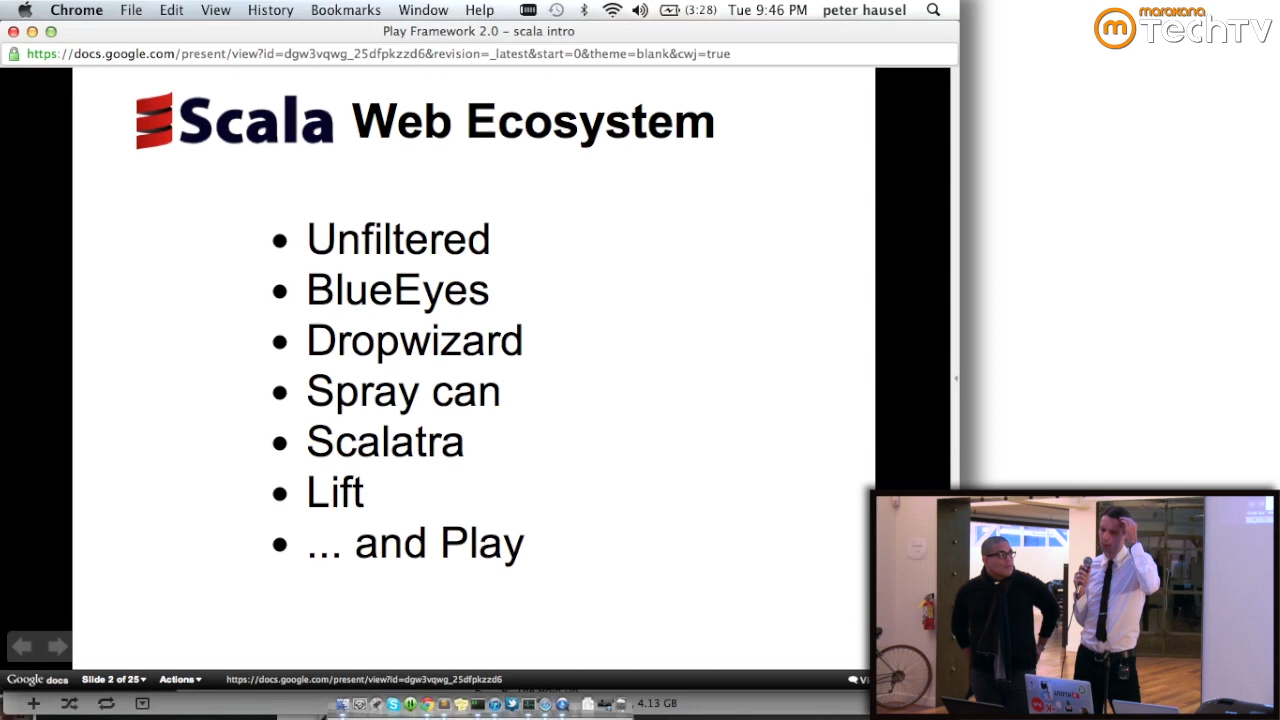 Chrome File Edit View History Bookmarks Window Help (3:28) Tue 9:46 PM peter hausel
marakana
TechTV
Play Framework 2.0 - scala intro
https://docs.google.com/present/view?id=dgw3vqwg_25dfpkzzd6&revision=_latest&start=0&theme=blank&cwj=true
Scala Web Ecosystem
• Unfiltered
• BlueEyes
• Dropwizard
• Spray can
• Scalatra
• Lift
• ... and Play
Google docs Slide 2 of 25 Actions https://docs.google.com/present/view?id=dgw3vqwg_25dfpkzzd6
4.13 GB